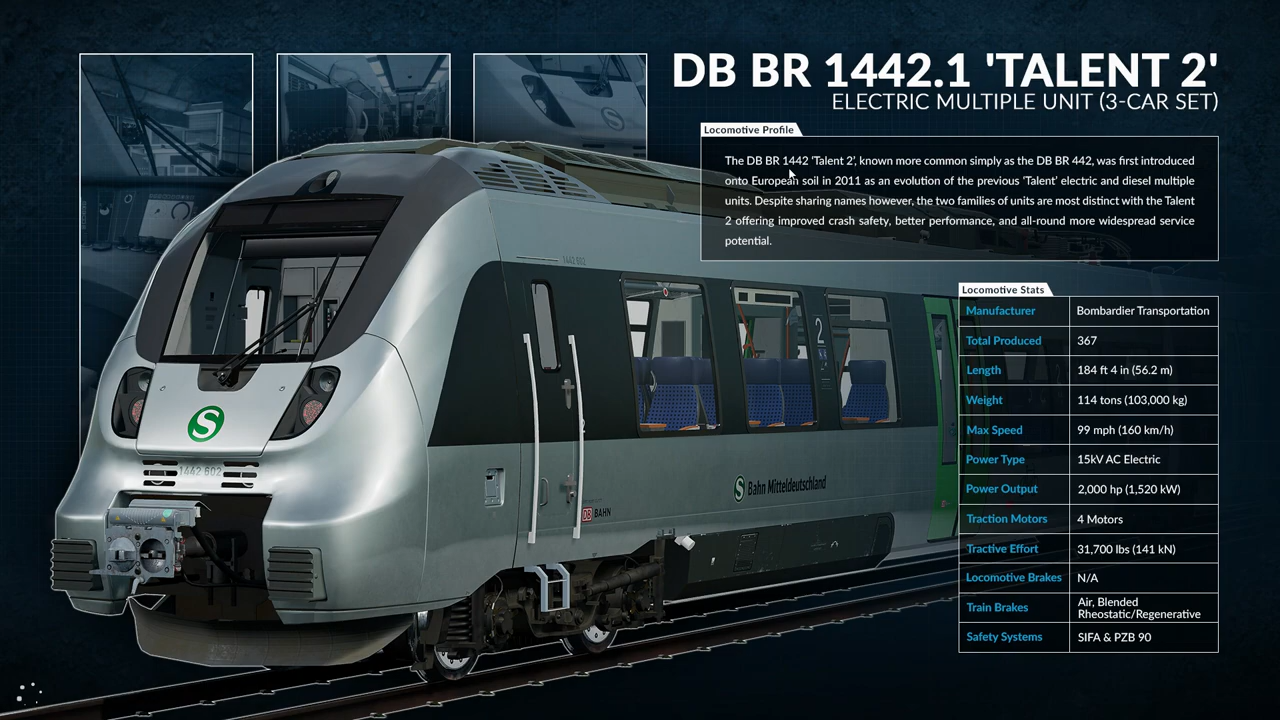 DB BR 1442.1 'TALENT 2'
ELECTRIC MULTIPLE UNIT (3-CAR SET)
Locomotive Profile
The DB BR 1442 'Talent 2', known more common simply as the DB BR 442, was first introduced
onto European soil in 2011 as an evolution of the previous 'Talent' electric and diesel multiple
units. Despite sharing names however, the two families of units are most distinct with the Talent
2 offering improved crash safety, better performance, and all-round more widespread service
potential.
Locomotive Stats
Manufacturer Bombardier Transportation
Total Produced 367
Length 184 ft 4 in (56.2 m)
Weight 114 tons (103,000 kg)
Max Speed 99 mph (160 km/h)
Power Type 15kV AC Electric
Power Output 2,000 hp (1,520 kW)
Traction Motors 4 Motors
Tractive Effort 31,700 lbs (141 kN)
Locomotive Brakes N/A
Train Brakes Air, Blended
Rheostatic/Regenerative
Safety Systems SIFA & PZB 90
1442 602
2
S
1442 602
S Bahn Mitteldeutschland
DB BAHN